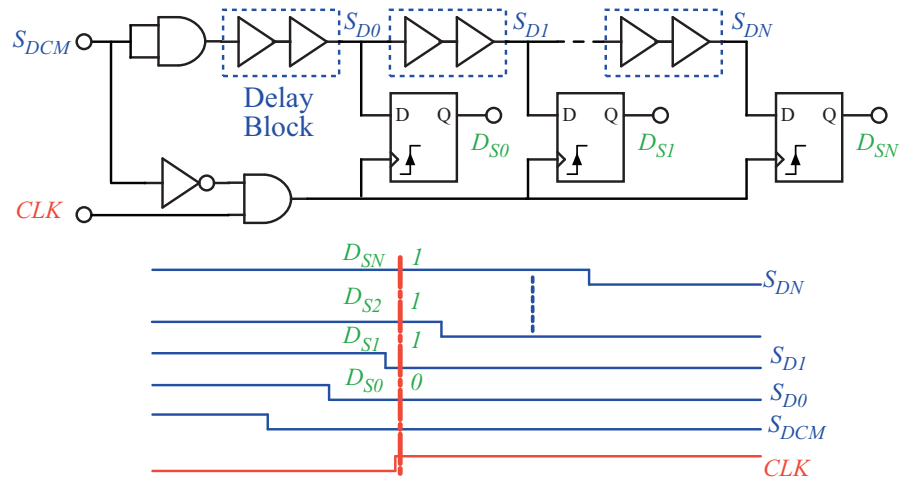 S_DCM
S_D0
S_D1
S_DN
Delay
Block
D Q
D_S0
D Q
D_S1
D Q
D_SN
CLK
D_SN 1
S_DN
D_S2 1
D_S1 1
S_D1
D_S0 0
S_D0
S_DCM
CLK